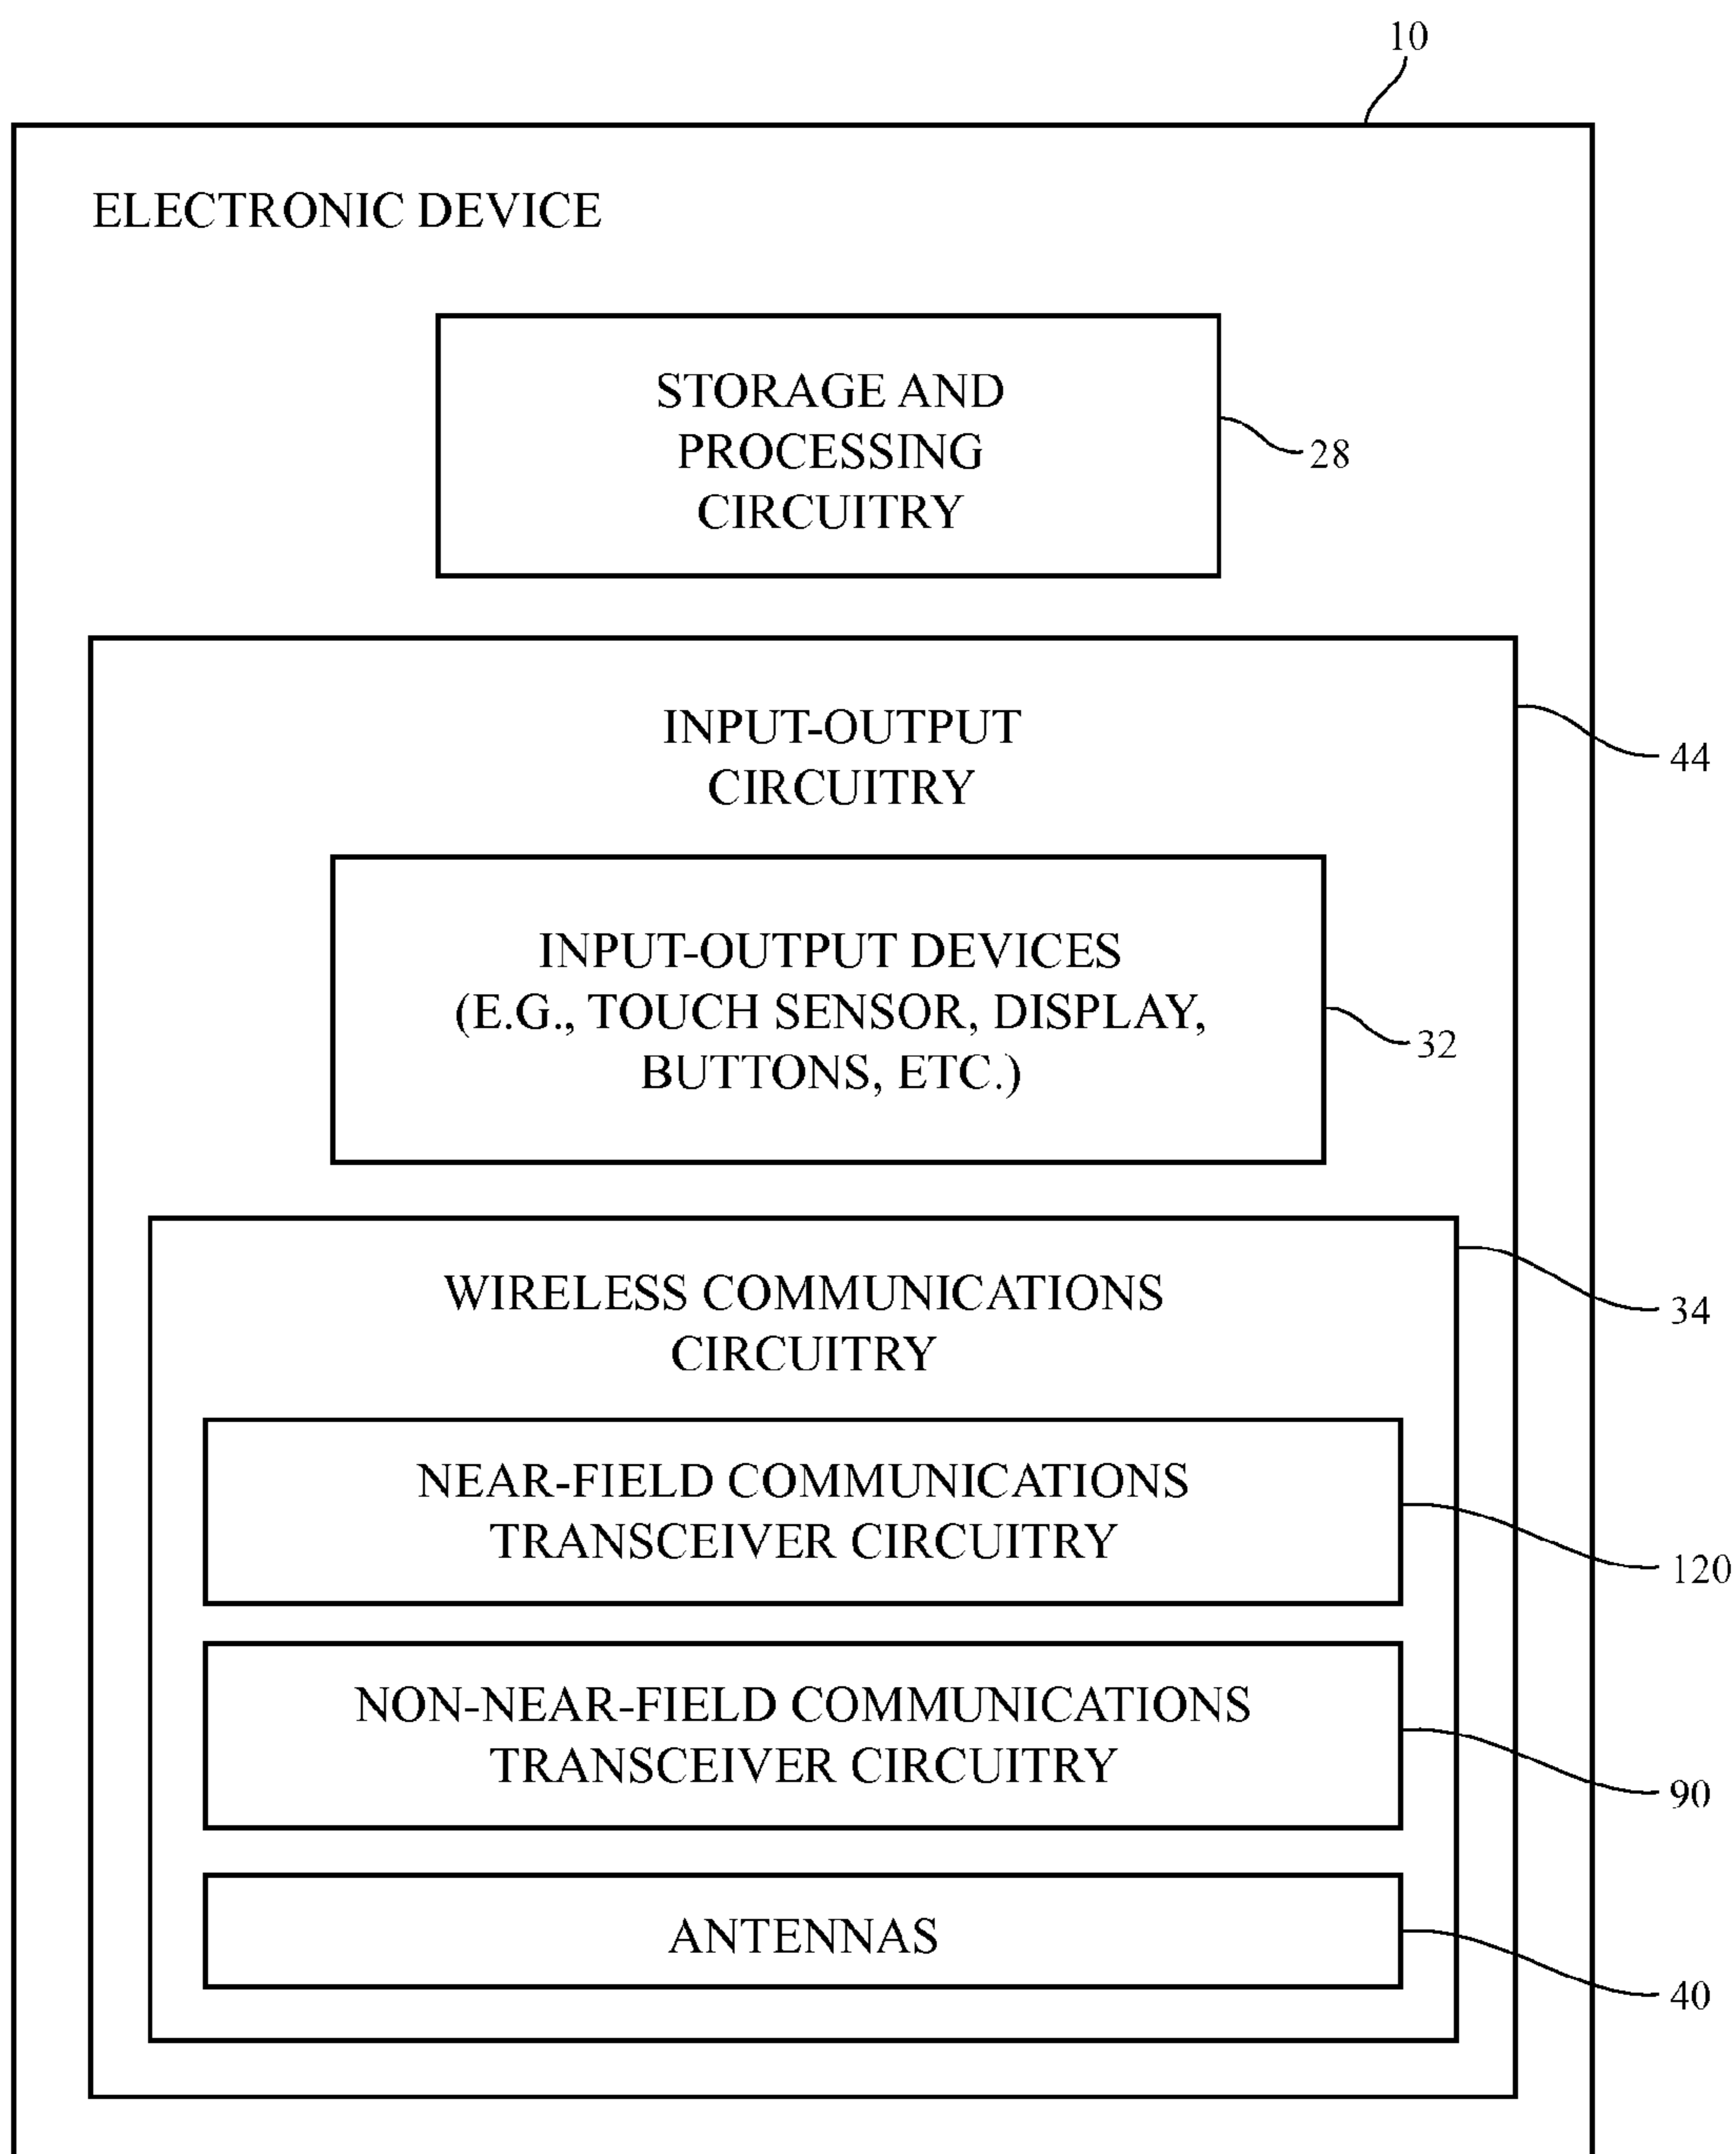 10
ELECTRONIC DEVICE
STORAGE AND
PROCESSING
CIRCUITRY
28
INPUT-OUTPUT
CIRCUITRY
44
INPUT-OUTPUT DEVICES
(E.G., TOUCH SENSOR, DISPLAY,
BUTTONS, ETC.)
32
WIRELESS COMMUNICATIONS
CIRCUITRY
34
NEAR-FIELD COMMUNICATIONS
TRANSCEIVER CIRCUITRY
120
NON-NEAR-FIELD COMMUNICATIONS
TRANSCEIVER CIRCUITRY
90
ANTENNAS
40